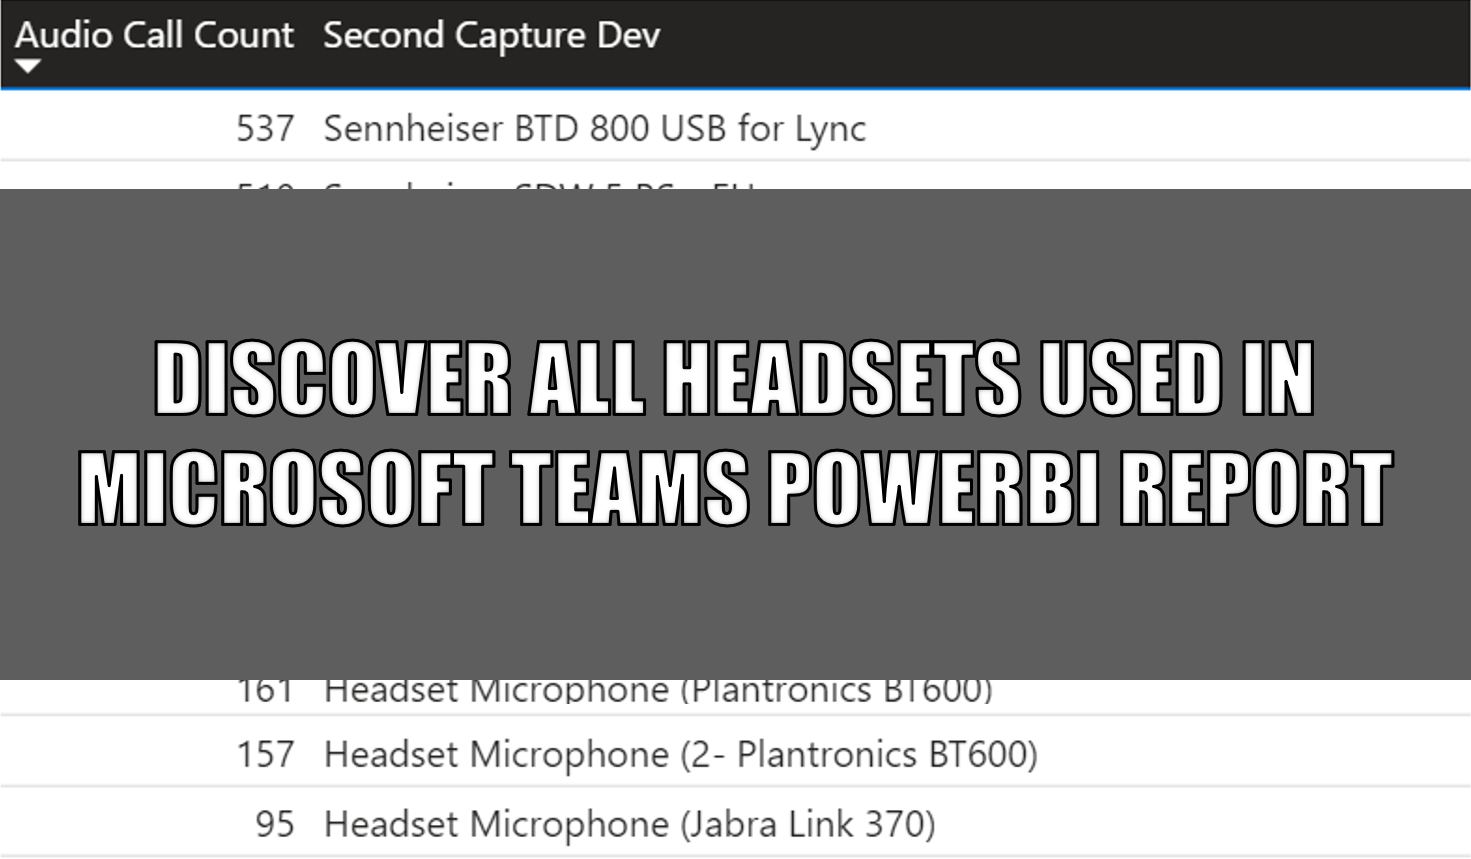 Audio Call Count Second Capture Dev
537 Sennheiser BTD 800 USB for Lync
DISCOVER ALL HEADSETS USED IN
MICROSOFT TEAMS POWERBI REPORT
161 Headset Microphone (Plantronics BT600)
157 Headset Microphone (2- Plantronics BT600)
95 Headset Microphone (Jabra Link 370)